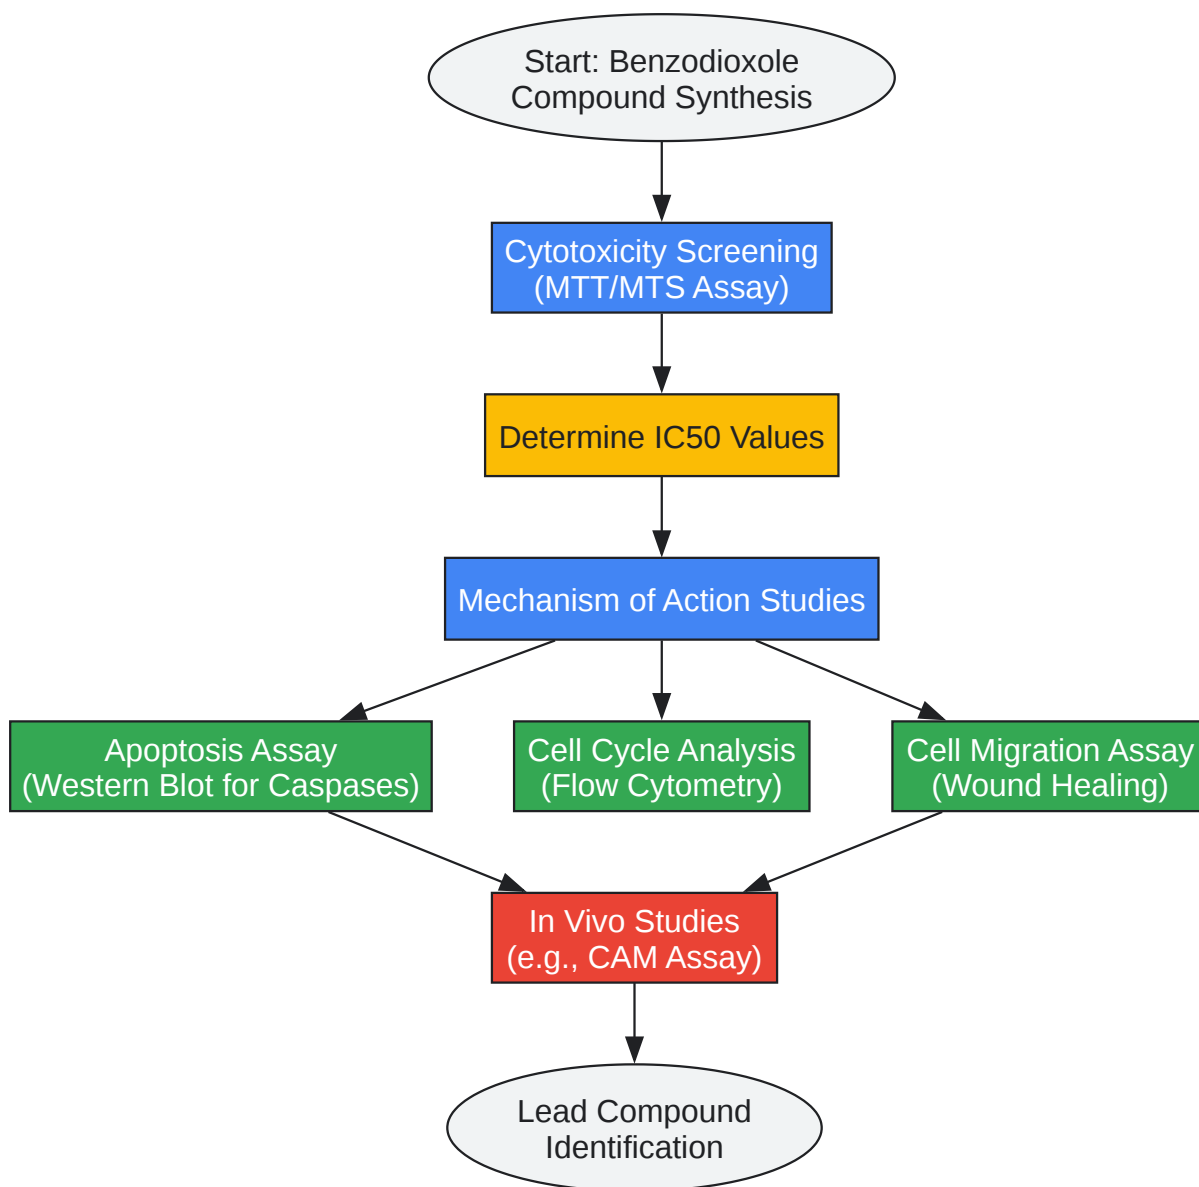 Start: Benzodioxole
Compound Synthesis
Cytotoxicity Screening
(MTT/MTS Assay)
Determine IC50 Values
Mechanism of Action Studies
Apoptosis Assay
(Western Blot for Caspases)
Cell Cycle Analysis
(Flow Cytometry)
Cell Migration Assay
(Wound Healing)
In Vivo Studies
(e.g., CAM Assay)
Lead Compound
Identification